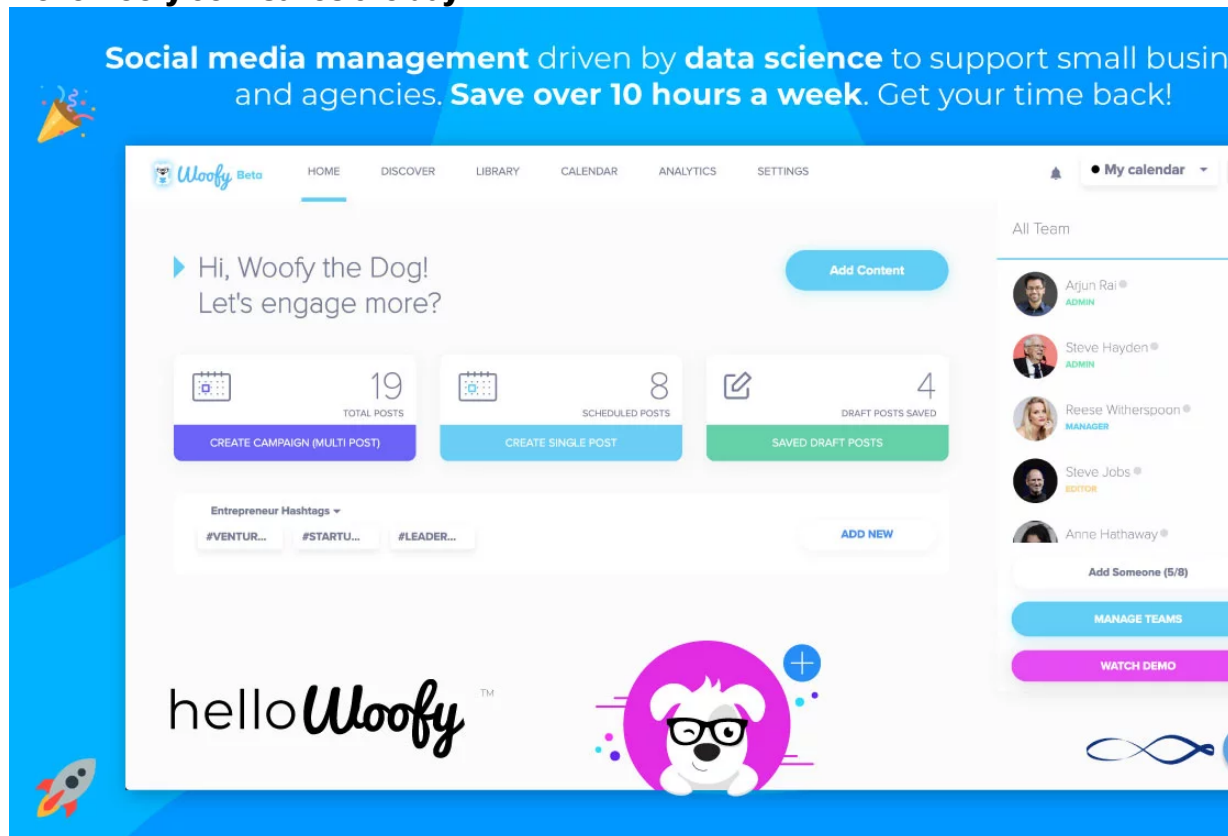 Social media management driven by data science to support small busin
and agencies. Save over 10 hours a week. Get your time back!
Woofy Beta
HOME DISCOVER LIBRARY CALENDAR ANALYTICS SETTINGS
My calendar
All Team
Hi, Woofy the Dog!
Let's engage more?
Add Content
Arjun Rai
ADMIN
Steve Hayden
ADMIN
19
TOTAL POSTS
CREATE CAMPAIGN (MULTI POST)
8
SCHEDULED POSTS
CREATE SINGLE POST
4
DRAFT POSTS SAVED
SAVED DRAFT POSTS
Reese Witherspoon
MANAGER
Steve Jobs
EDITOR
Anne Hathaway
Entrepreneur Hashtags
#VENTUR... #STARTU... #LEADER...
ADD NEW
Add Someone (5/8)
MANAGE TEAMS
WATCH DEMO
helloWoofy TM